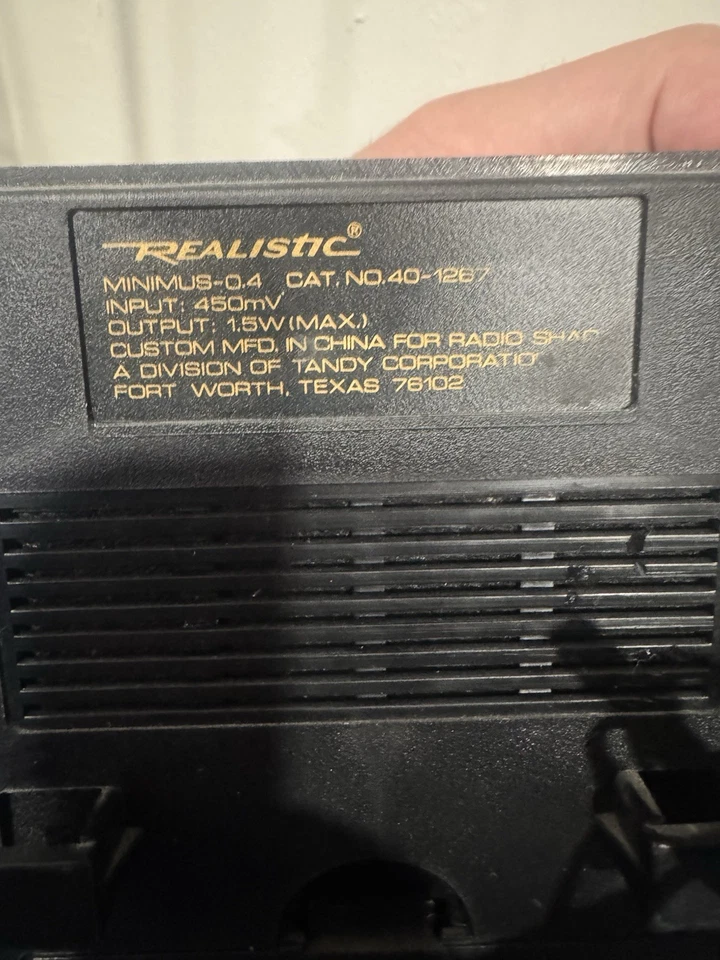 REALISTIC®
MINIMUS-0.4 CAT. NO. 40-1267
INPUT: 450mV
OUTPUT: 1.5W (MAX.)
CUSTOM MFD. IN CHINA FOR RADIO SHAC
A DIVISION OF TANDY CORPORATIO
FORT WORTH, TEXAS 76102